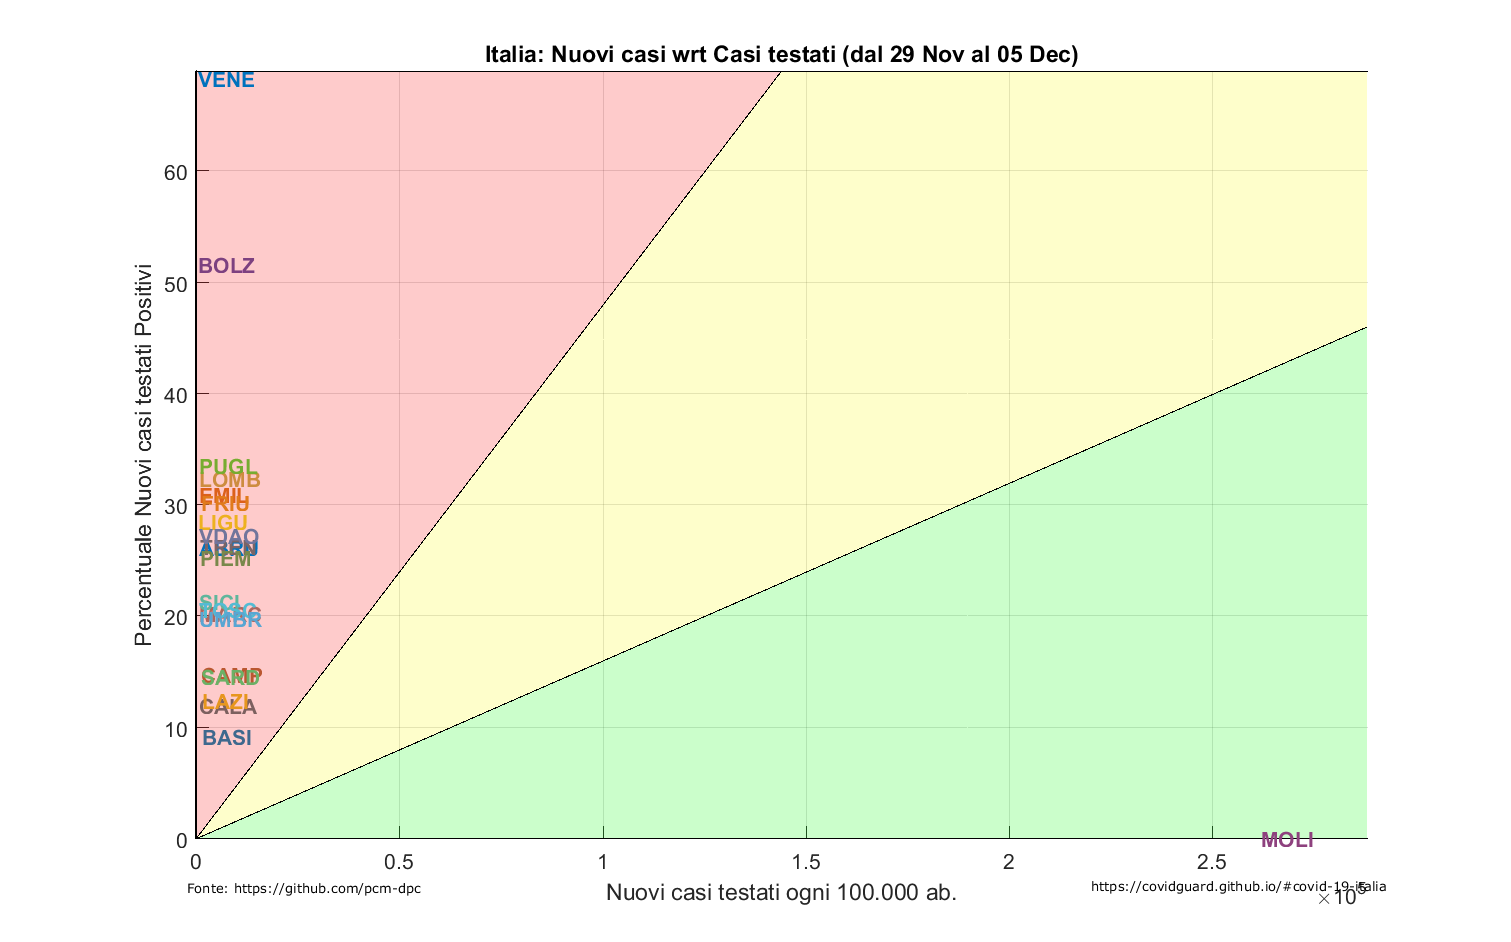 Italia: Nuovi casi wrt Casi testati (dal 29 Nov al 05 Dec)
Percentuale Nuovi casi testati Positivi
VENE
60
BOLZ
50
40
PUGL
LOMB
EMIL
30
FRIU
LIGU
VDAO
ABRU
PIEM
SICI
TOSC
MARC
20
UMBR
CAMP
SARD
LAZI
CALA
10
BASI
0
MOLI
0 0.5 1 1.5 2 2.5
Nuovi casi testati ogni 100.000 ab.
×10⁵
Fonte: https://github.com/pcm-dpc
https://covidguard.github.io/#covid-19-italia